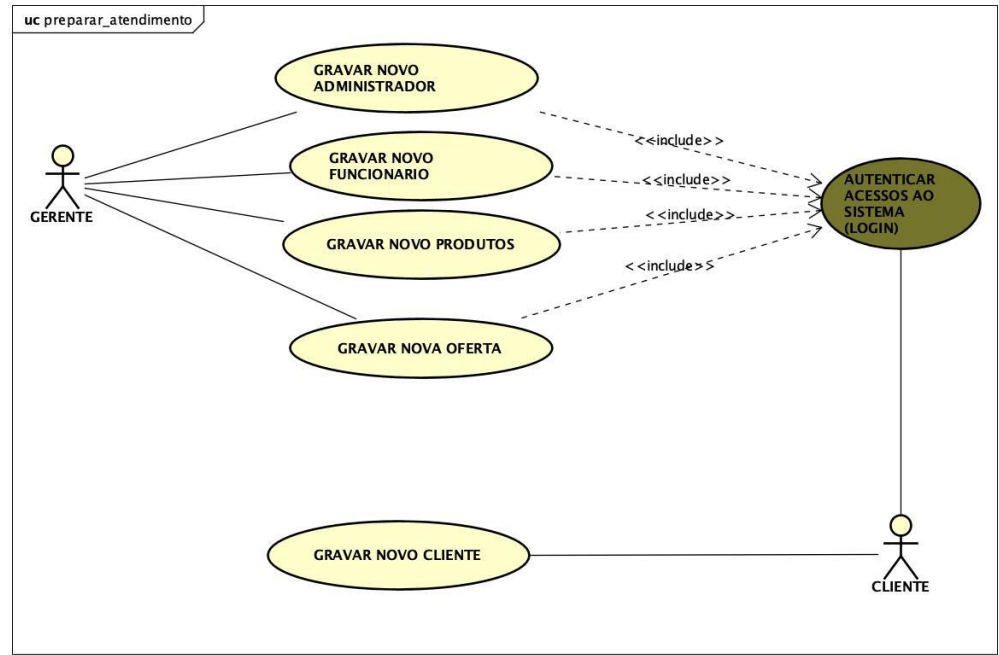 uc preparar_atendimento
GRAVAR NOVO
ADMINISTRADOR
<<include>>
GRAVAR NOVO
FUNCIONARIO
<<include>>
AUTENTICAR
ACESSOS AO
SISTEMA
(LOGIN)
GERENTE
<<include>>
GRAVAR NOVO PRODUTOS
<<include>>
GRAVAR NOVA OFERTA
GRAVAR NOVO CLIENTE
CLIENTE